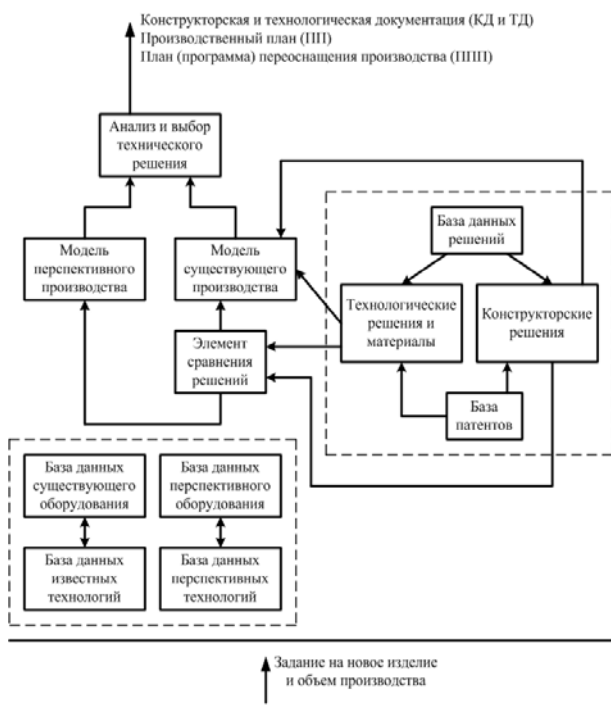 Конструкторская и технологическая документация (КД и ТД)
Производственный план (ПП)
План (программа) переоснащения производства (ППП)
Анализ и выбор
технического
решения
База данных
решений
Модель
перспективного
производства
Модель
существующего
производства
Технологические
решения и
материалы
Конструкторские
решения
Элемент
сравнения
решений
База
патентов
База данных
существующего
оборудования
База данных
перспективного
оборудования
База данных
известных
технологий
База данных
перспективных
технологий
Задание на новое изделие
и объем производства